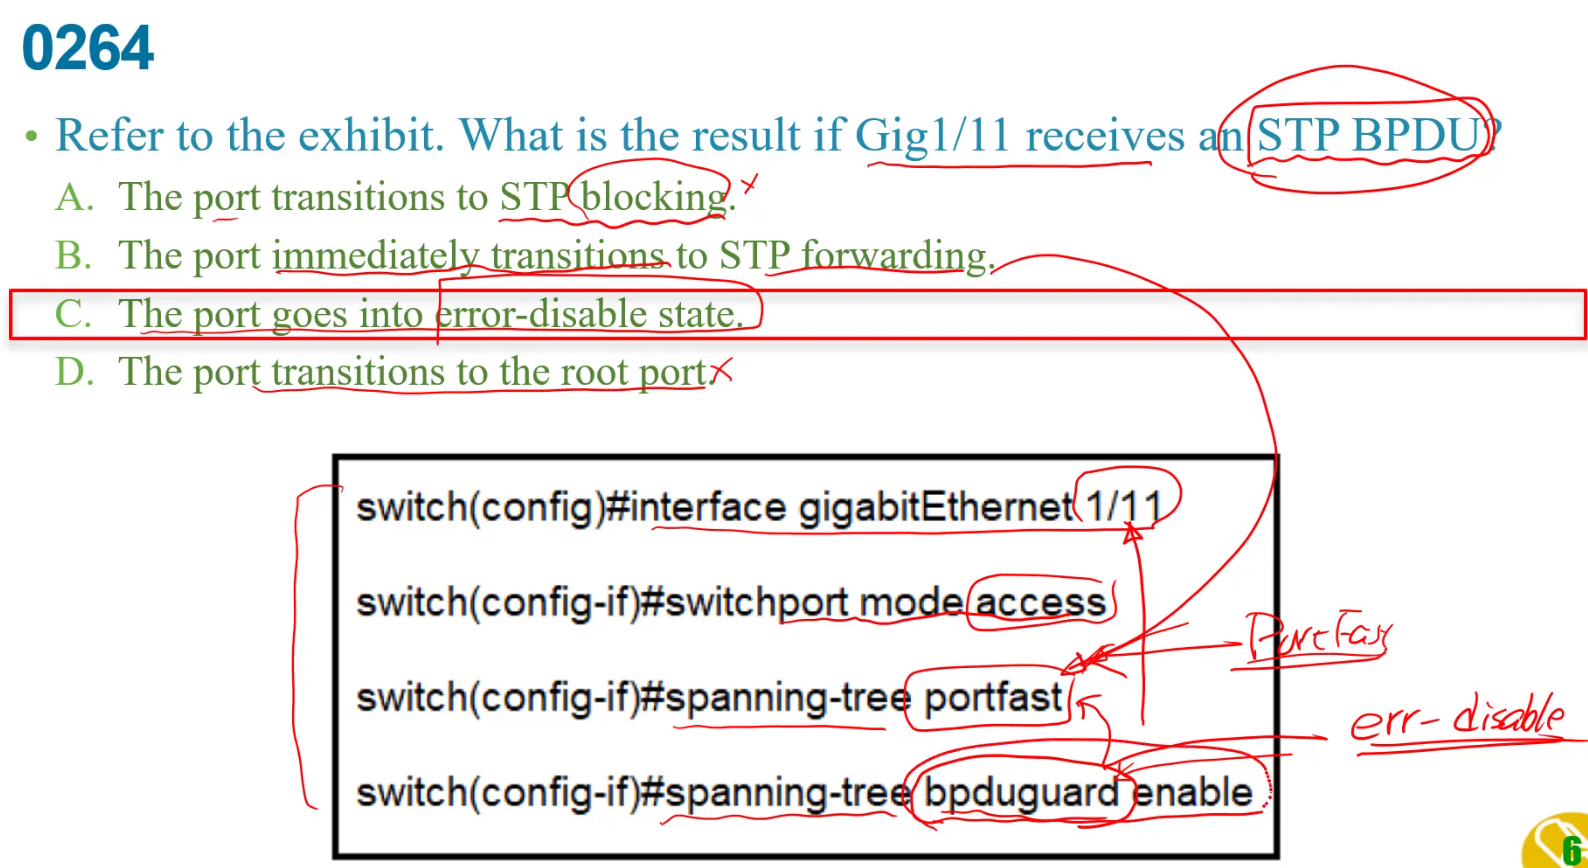 0264
• Refer to the exhibit. What is the result if Gig1/11 receives an STP BPDU?
A. The port transitions to STP blocking.
B. The port immediately transitions to STP forwarding.
C. The port goes into error-disable state.
D. The port transitions to the root port.
switch(config)#interface gigabitEthernet 1/11
switch(config-if)#switchport mode access
PortFast
switch(config-if)#spanning-tree portfast
err-disable
switch(config-if)#spanning-tree bpduguard enable
6